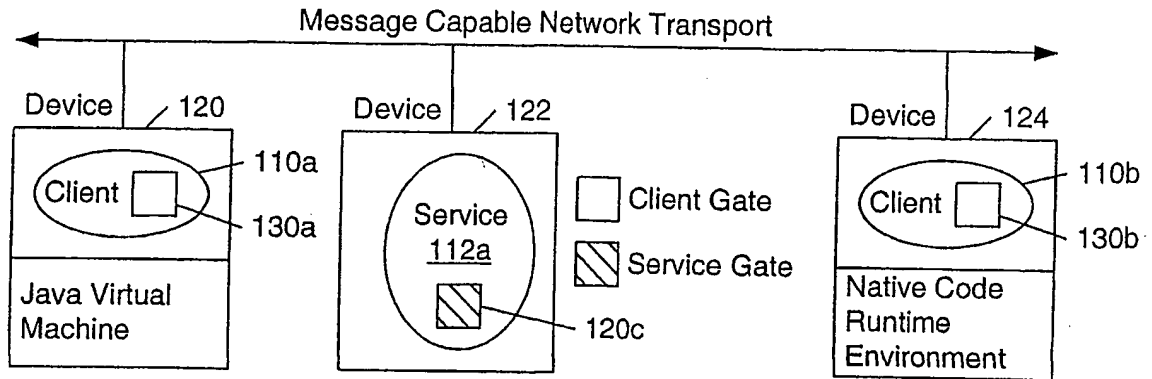 Message Capable Network Transport
Device
120
Client
110a
130a
Java Virtual
Machine
Device
122
Service
112a
120c
Client Gate
Service Gate
Device
124
Client
110b
130b
Native Code
Runtime
Environment